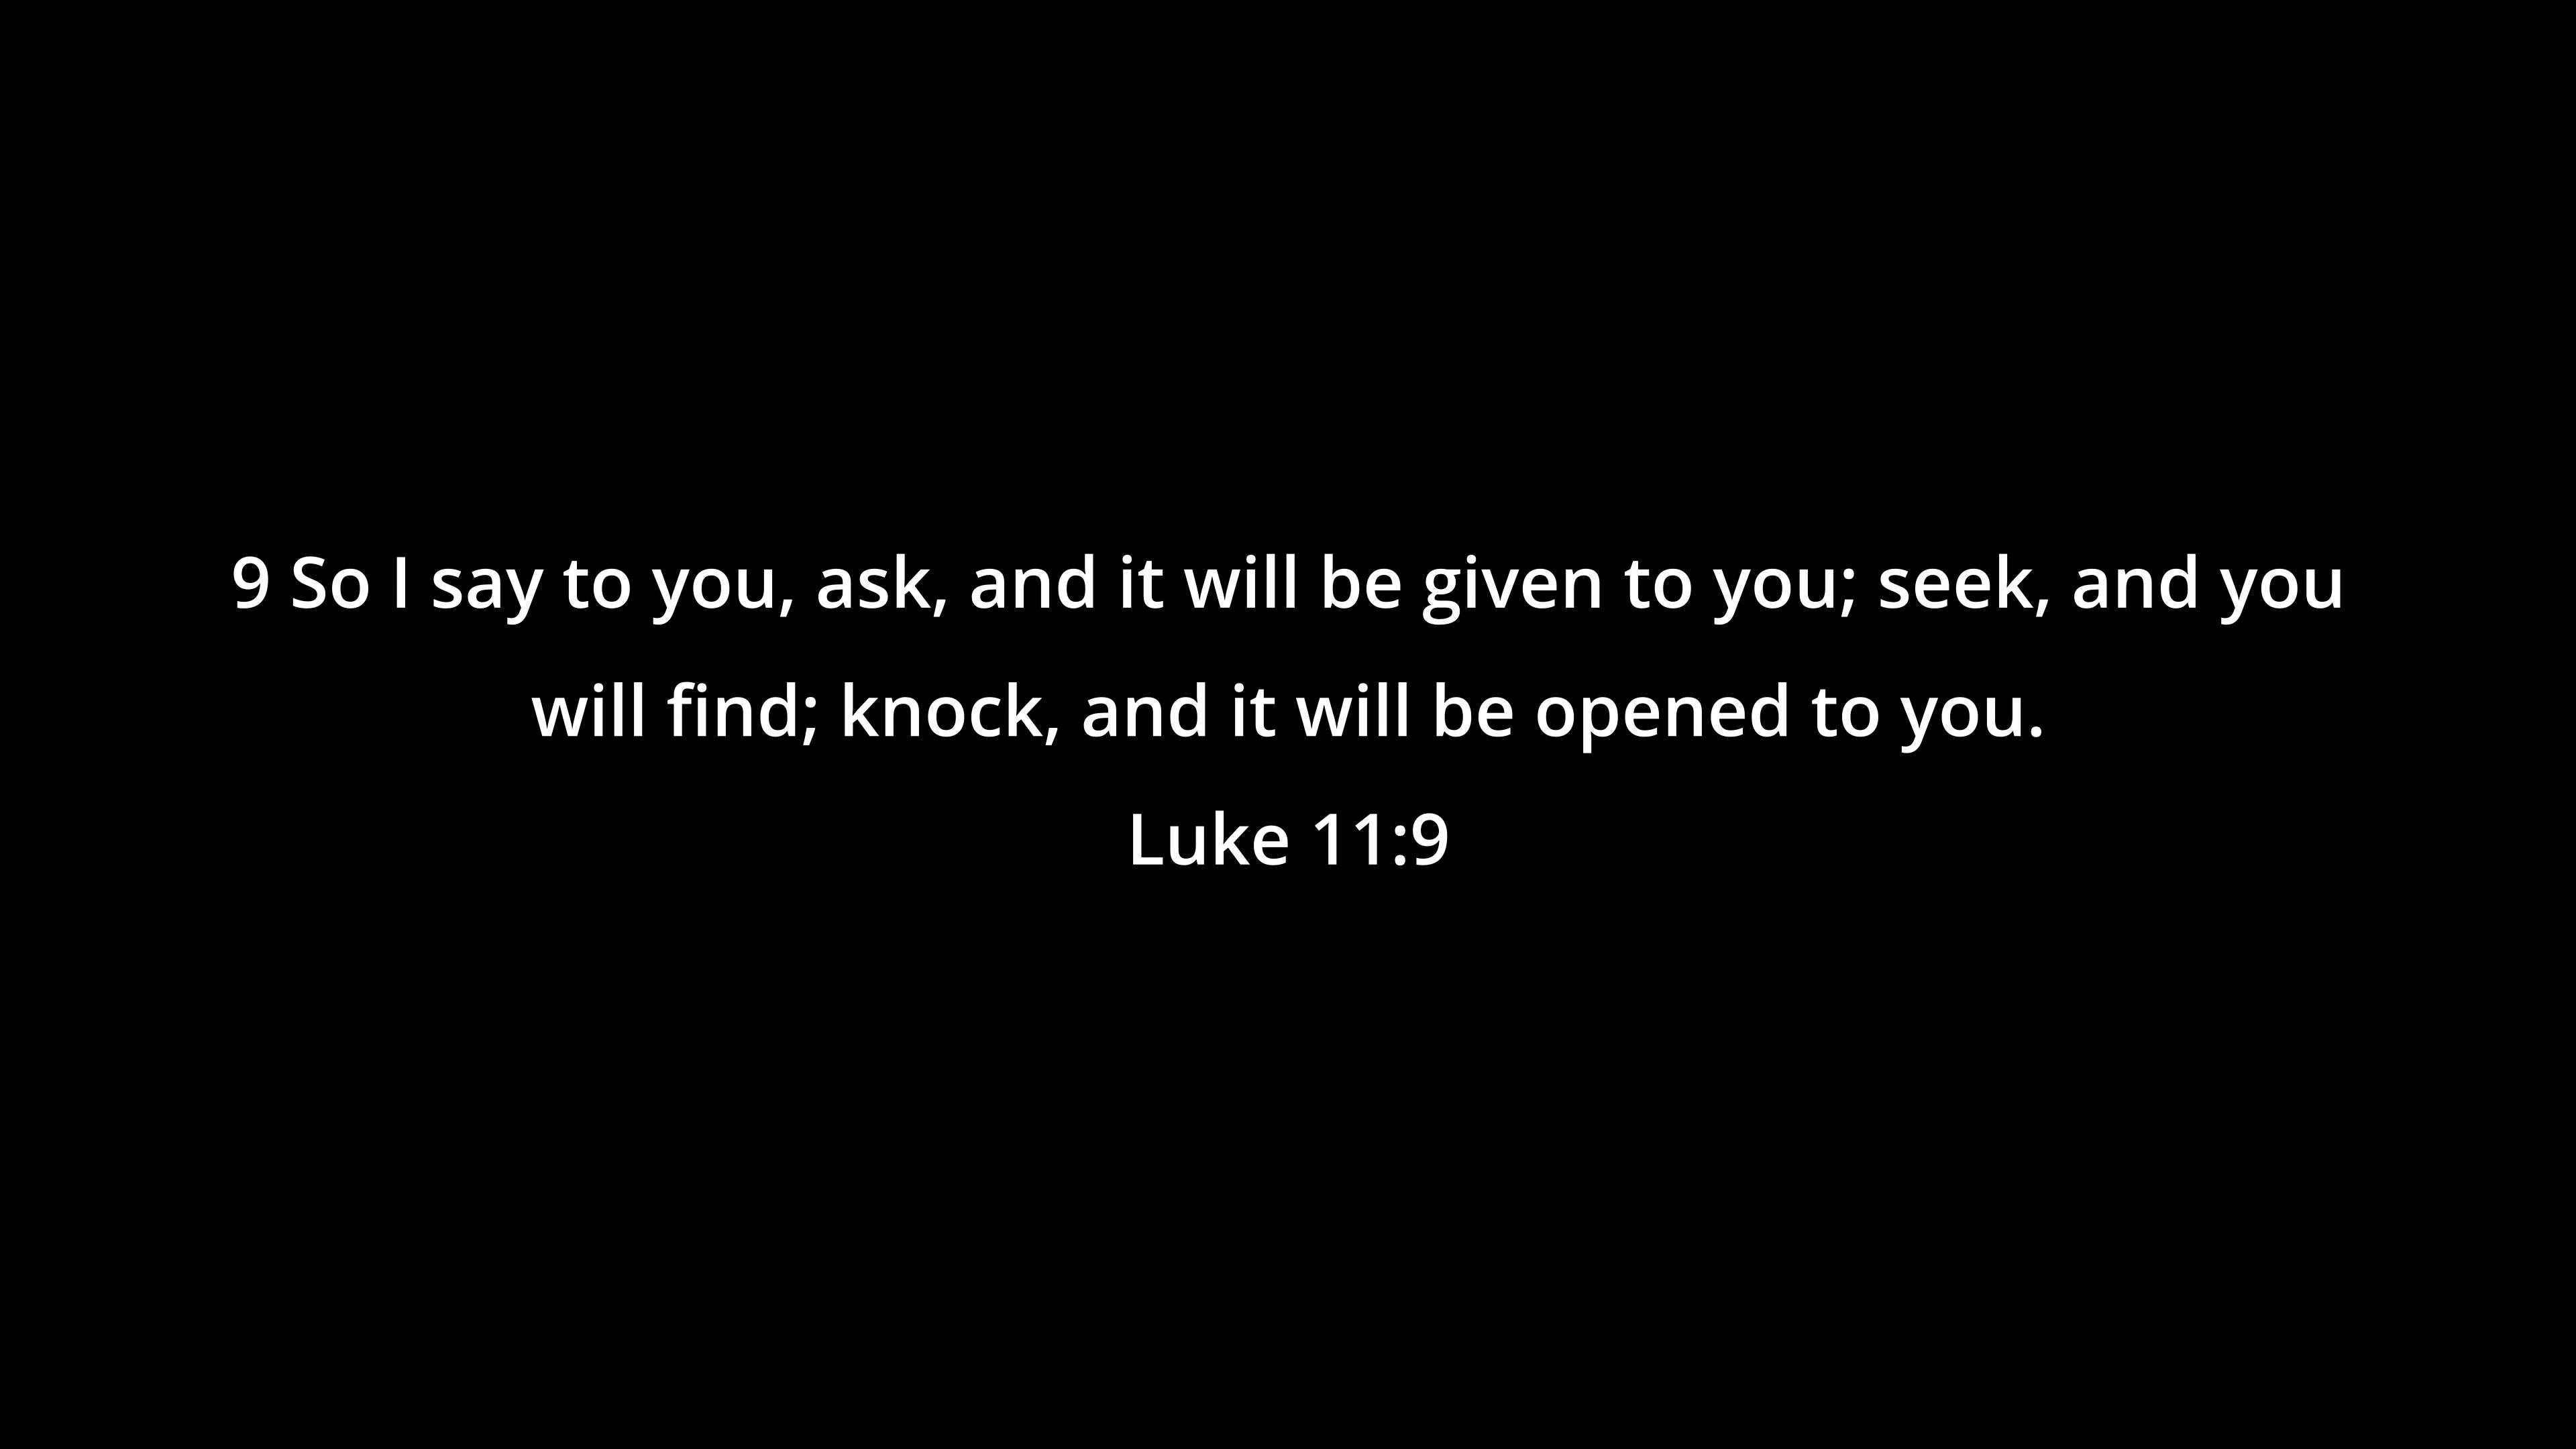 9 So I say to you, ask, and it will be given to you; seek, and you
will find; knock, and it will be opened to you.
Luke 11:9